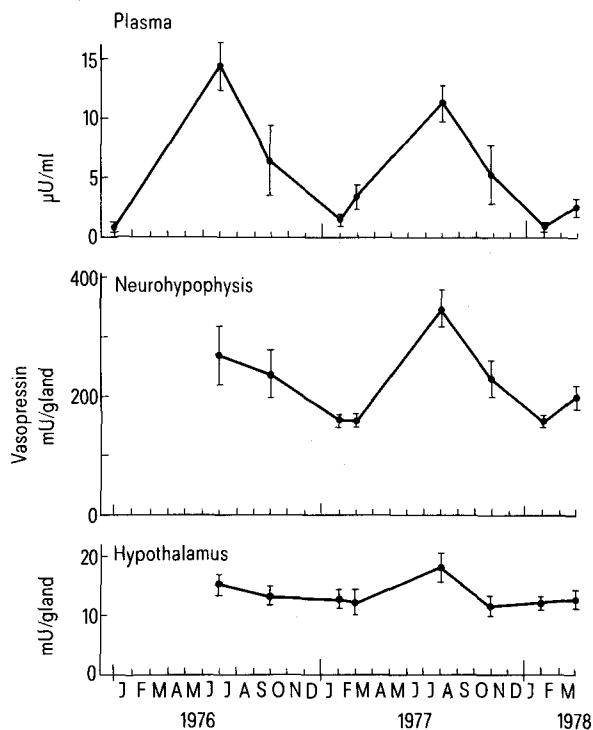 Plasma
15
10
5
0
µU/ml
Neurohypophysis
400
200
0
Vasopressin
mU/gland
Hypothalamus
20
10
0
mU/gland
J F M A M J J A S O N D J F M A M J J A S O N D J F M
1976 1977 1978